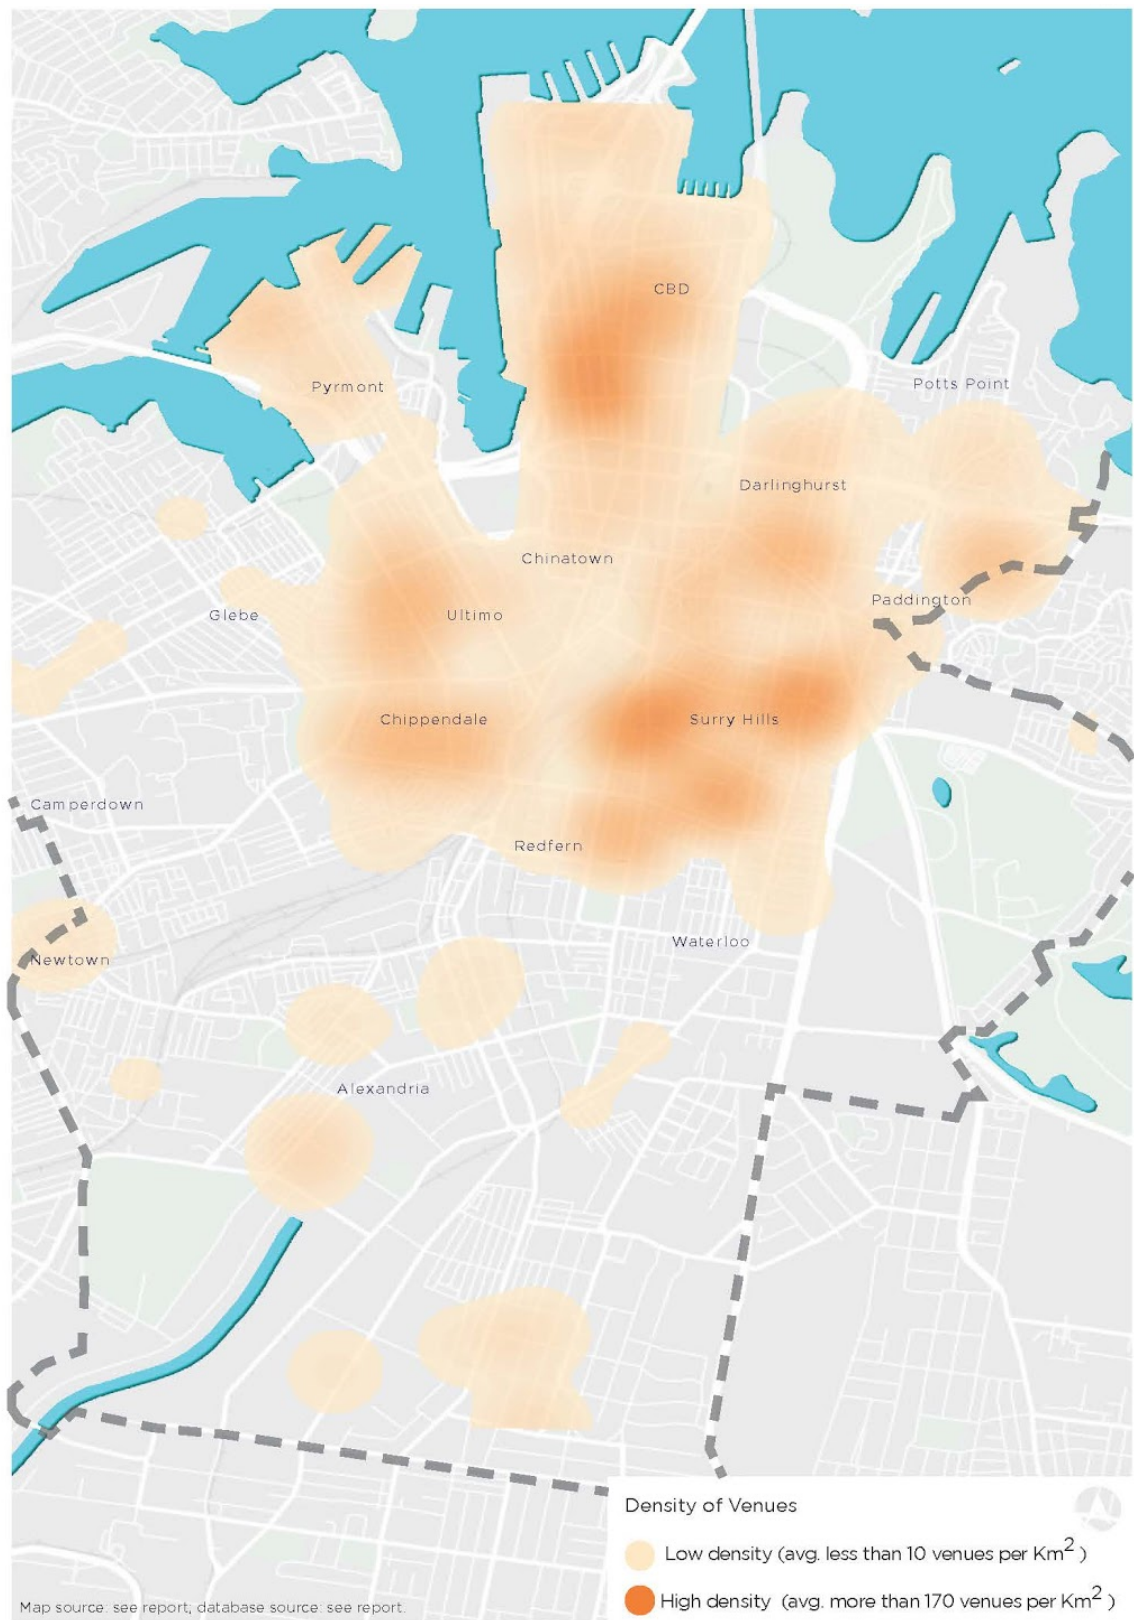 CBD
Pyrmont
Potts Point
Darlinghurst
Chinatown
Paddington
Glebe
Ultimo
Chippendale
Surry Hills
Camperdown
Redfern
Waterloo
Newtown
Alexandria
Density of Venues
Low density (avg. less than 10 venues per Km²)
High density (avg. more than 170 venues per Km²)
Map source: see report, database source: see report.